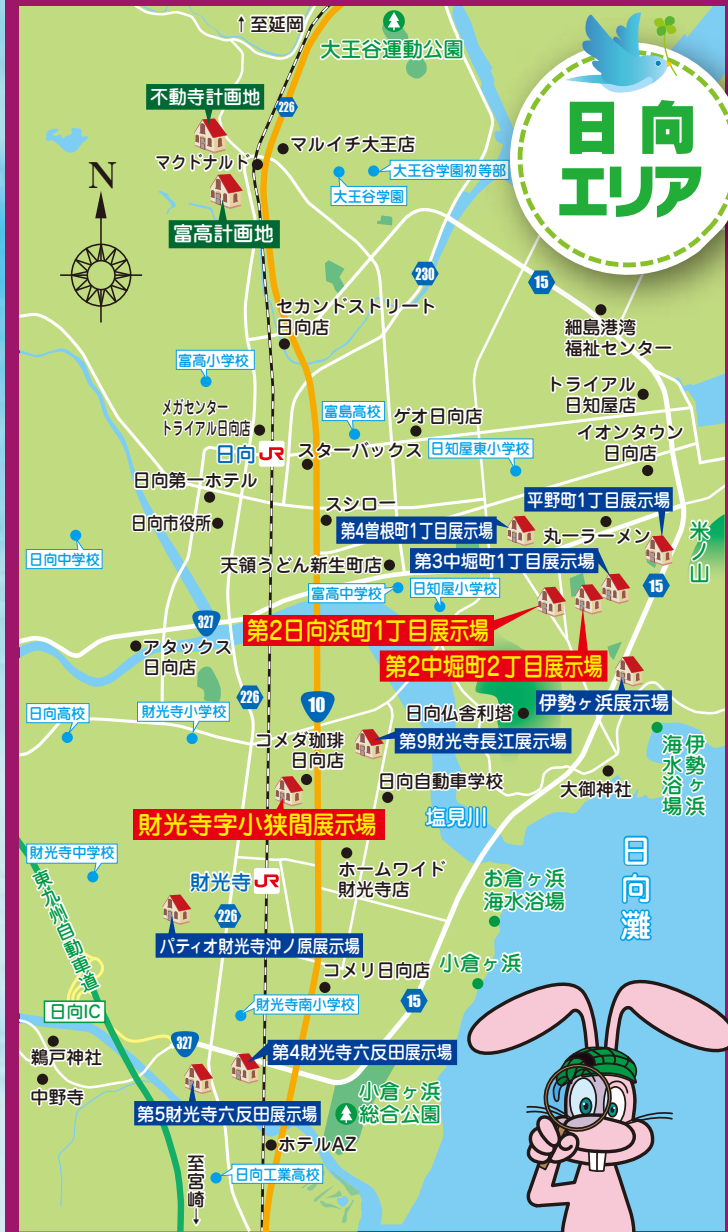 ↑至延岡
大王谷運動公園
日向
エリア
不動寺計画地
226
マルイチ大王店
マクドナルド
大王谷学園初等部
大王谷学園
N
富高計画地
230
15
セカンドストリート
日向店
細島港湾
福祉センター
富高小学校
トライアル
日知屋店
メガセンター
トライアル日向店
富島高校
ゲオ日向店
イオンタウン
日向店
日向 JR
スターバックス
日知屋東小学校
日向第一ホテル
平野町1丁目展示場
スシロー
日向市役所
第4曽根町1丁目展示場
丸一ラーメン
米ノ山
日向中学校
天領うどん新生町店
第3中堀町1丁目展示場
富高中学校
日知屋小学校
15
327
第2日向浜町1丁目展示場
アタックス
日向店
第2中堀町2丁目展示場
226
10
伊勢ヶ浜展示場
日向高校
財光寺小学校
日向仏舎利塔
コメダ珈琲
日向店
第9財光寺長江展示場
伊勢ヶ浜
海水浴場
日向自動車学校
大御神社
財光寺字小狭間展示場
塩見川
財光寺中学校
ホームワイド
財光寺店
日向灘
財光寺 JR
お倉ヶ浜
海水浴場
東九州自動車道
226
パティオ財光寺沖ノ原展示場
小倉ヶ浜
コメリ日向店
日向IC
財光寺南小学校
15
327
鵜戸神社
第4財光寺六反田展示場
中野寺
第5財光寺六反田展示場
小倉ヶ浜
総合公園
ホテルAZ
至宮崎→
日向工業高校